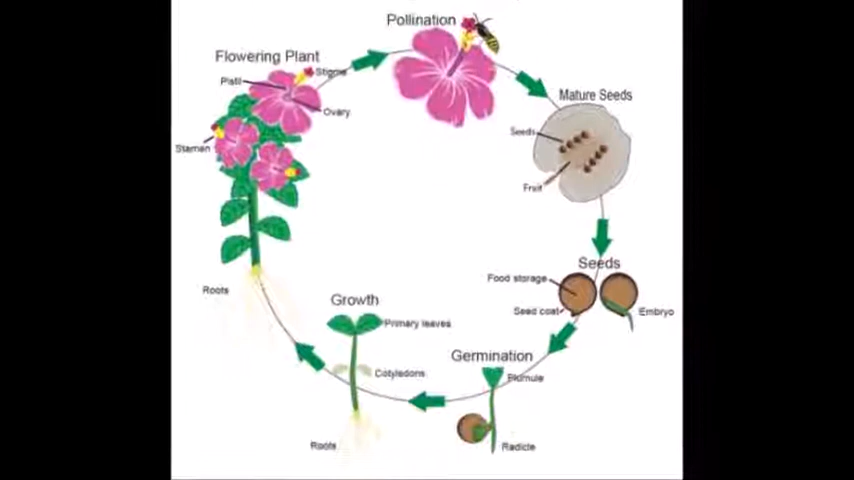 Pollination
Flowering Plant
Stigma
Pistil
Ovary
Stamen
Roots
Mature Seeds
Seeds
Fruit
Seeds
Food storage
Seed coat
Embryo
Germination
Plumule
Radicle
Growth
Primary leaves
Cotyledons
Roots